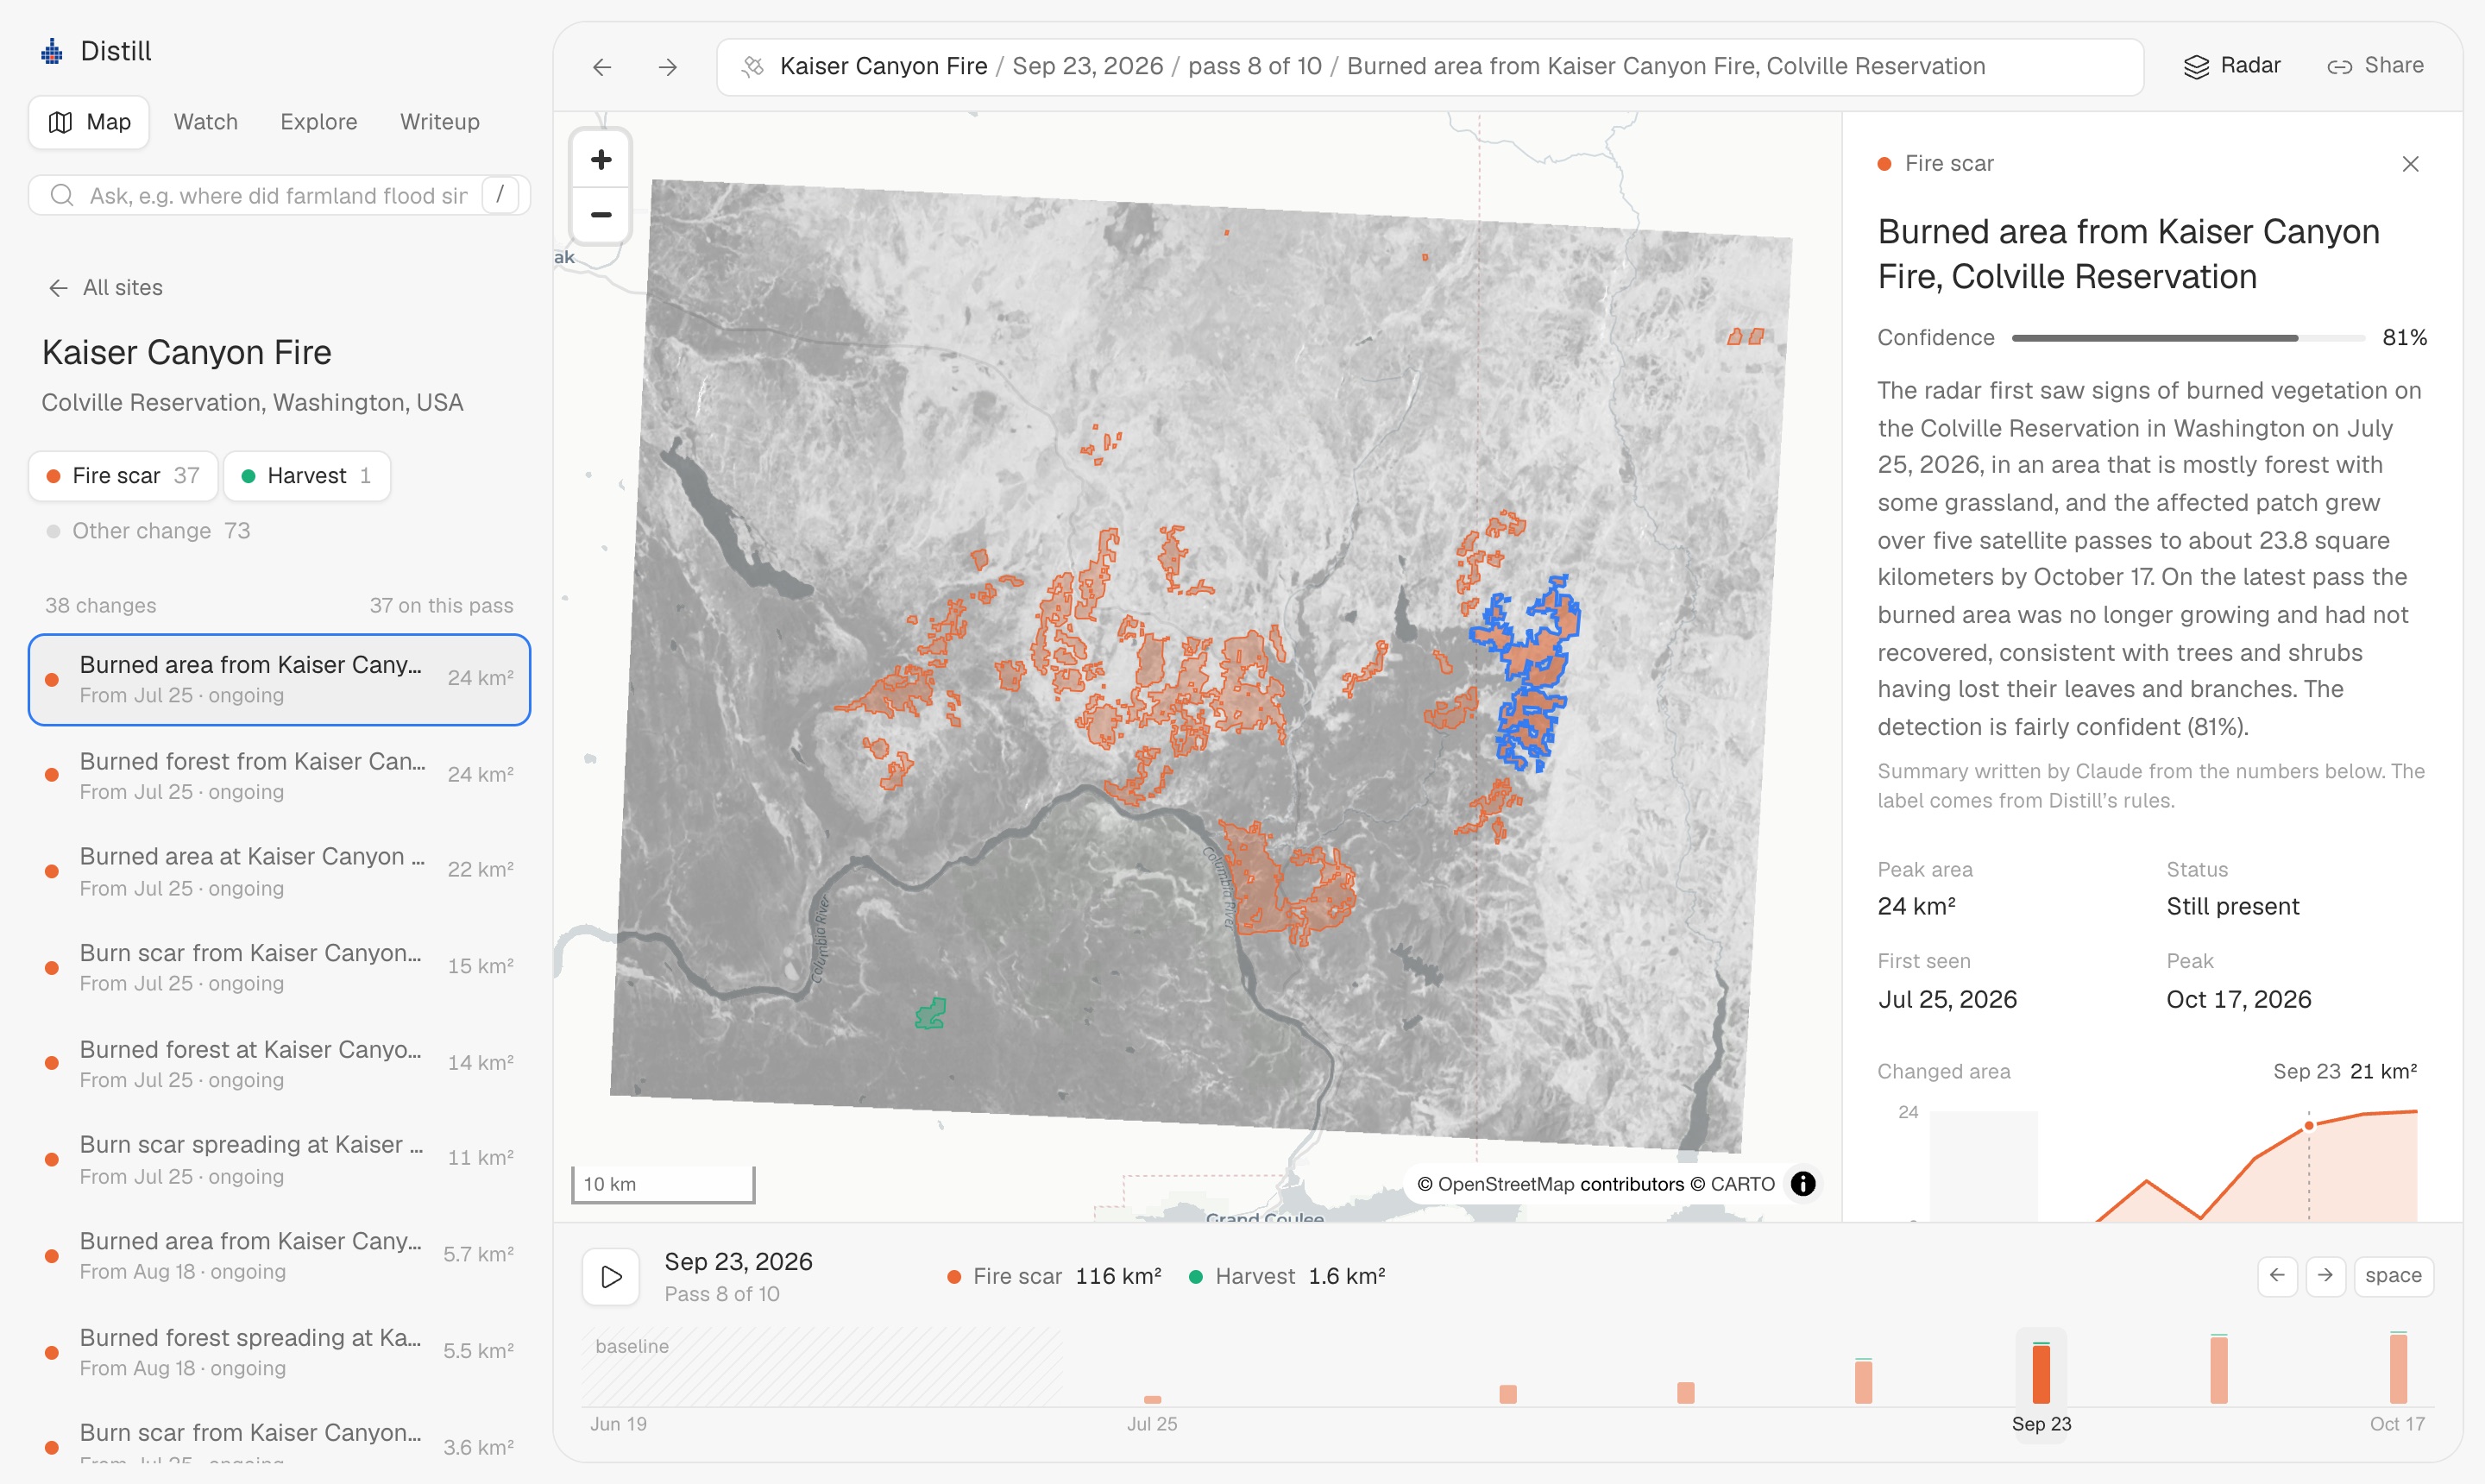 Distill
Map Watch Explore Writeup
Ask, e.g. where did farmland flood sir /
All sites
Kaiser Canyon Fire
Colville Reservation, Washington, USA
Fire scar 37 Harvest 1
Other change 73
38 changes 37 on this pass
Burned area from Kaiser Cany... 24 km²
From Jul 25 · ongoing
Burned forest from Kaiser Can... 24 km²
From Jul 25 · ongoing
Burned area at Kaiser Canyon ... 22 km²
From Jul 25 · ongoing
Burn scar from Kaiser Canyon... 15 km²
From Jul 25 · ongoing
Burned forest at Kaiser Canyo... 14 km²
From Jul 25 · ongoing
Burn scar spreading at Kaiser ... 11 km²
From Jul 25 · ongoing
Burned area from Kaiser Cany... 5.7 km²
From Aug 18 · ongoing
Burned forest spreading at Ka... 5.5 km²
From Aug 18 · ongoing
Burn scar from Kaiser Canyon... 3.6 km²
From Jul 25 · ongoing
Kaiser Canyon Fire / Sep 23, 2026 / pass 8 of 10 / Burned area from Kaiser Canyon Fire, Colville Reservation
Radar Share
+
−
ak
Columbia River
Columbia River
10 km
© OpenStreetMap contributors © CARTO
Grand Coulee
Fire scar
Burned area from Kaiser Canyon
Fire, Colville Reservation
Confidence 81%
The radar first saw signs of burned vegetation on
the Colville Reservation in Washington on July
25, 2026, in an area that is mostly forest with
some grassland, and the affected patch grew
over five satellite passes to about 23.8 square
kilometers by October 17. On the latest pass the
burned area was no longer growing and had not
recovered, consistent with trees and shrubs
having lost their leaves and branches. The
detection is fairly confident (81%).
Summary written by Claude from the numbers below. The
label comes from Distill's rules.
Peak area Status
24 km² Still present
First seen Peak
Jul 25, 2026 Oct 17, 2026
Changed area Sep 23 21 km²
24
Sep 23, 2026
Pass 8 of 10
Fire scar 116 km² Harvest 1.6 km²
space
baseline
Jun 19 Jul 25 Sep 23 Oct 17